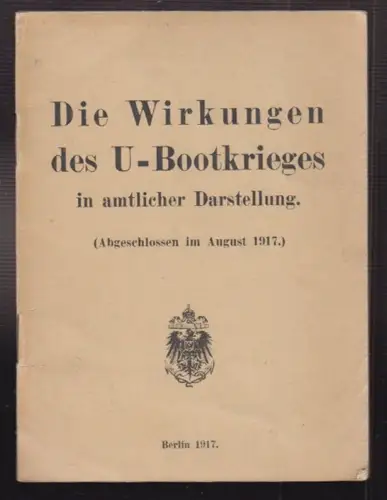 Die Wirkungen
des U-Bootkrieges
in amtlicher Darstellung.
(Abgeschlossen im August 1917.)
Berlin 1917.